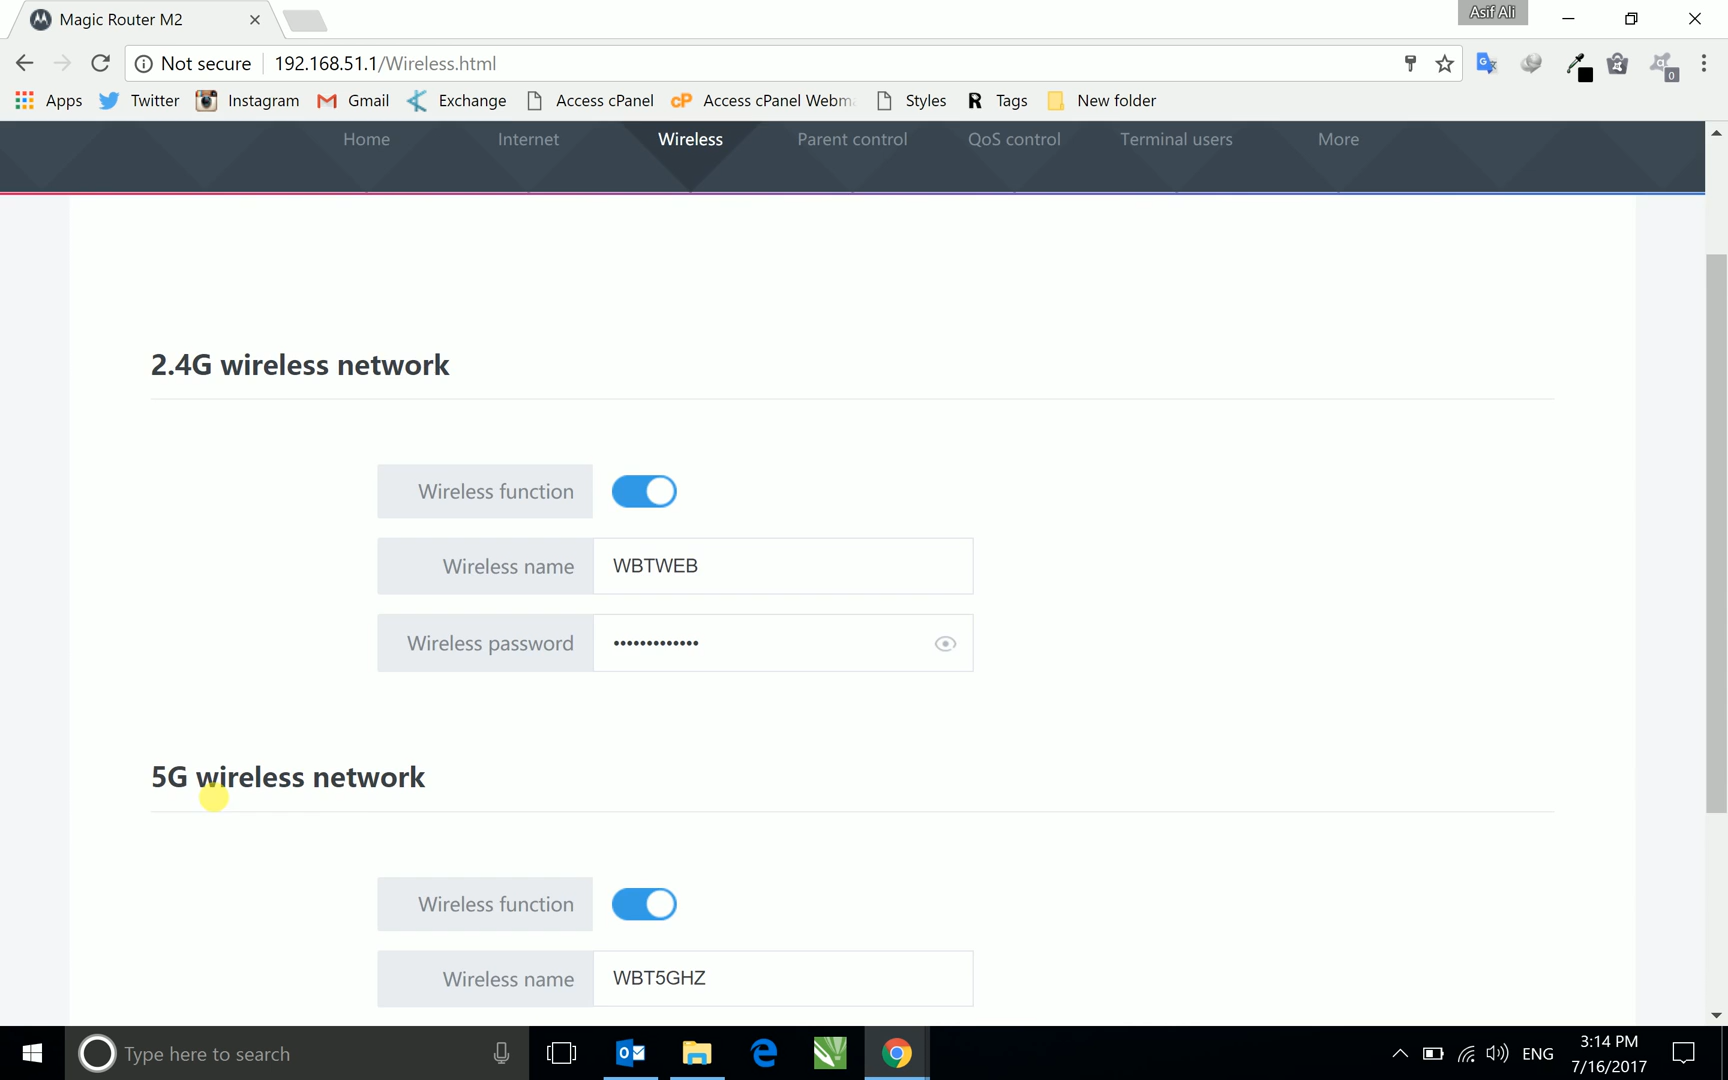 Magic Router M2
Asif Ali
Not secure 192.168.51.1/Wireless.html
Apps Twitter Instagram Gmail Exchange Access cPanel cP Access cPanel Webm Styles R Tags New folder
Home Internet Wireless Parent control QoS control Terminal users More
2.4G wireless network
Wireless function
Wireless name WBTWEB
Wireless password •••••••••••••
5G wireless network
Wireless function
Wireless name WBT5GHZ
Type here to search
ENG
3:14 PM
7/16/2017